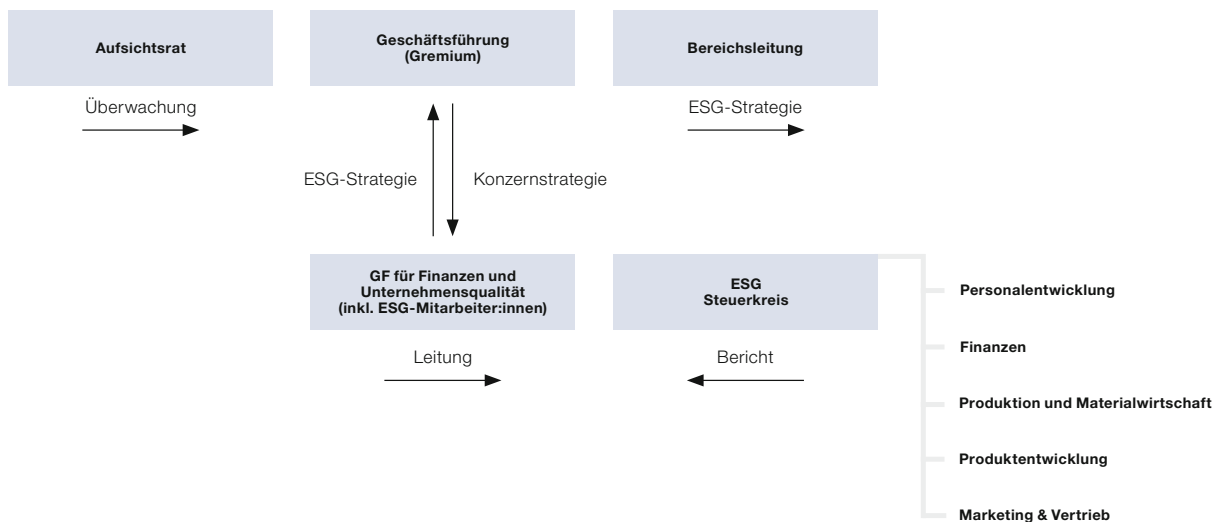 Aufsichtsrat
Geschäftsführung
(Gremium)
Bereichsleitung
Überwachung
ESG-Strategie
ESG-Strategie
Konzernstrategie
GF für Finanzen und
Unternehmensqualität
(inkl. ESG-Mitarbeiter:innen)
ESG
Steuerkreis
Leitung
Bericht
Personalentwicklung
Finanzen
Produktion und Materialwirtschaft
Produktentwicklung
Marketing & Vertrieb